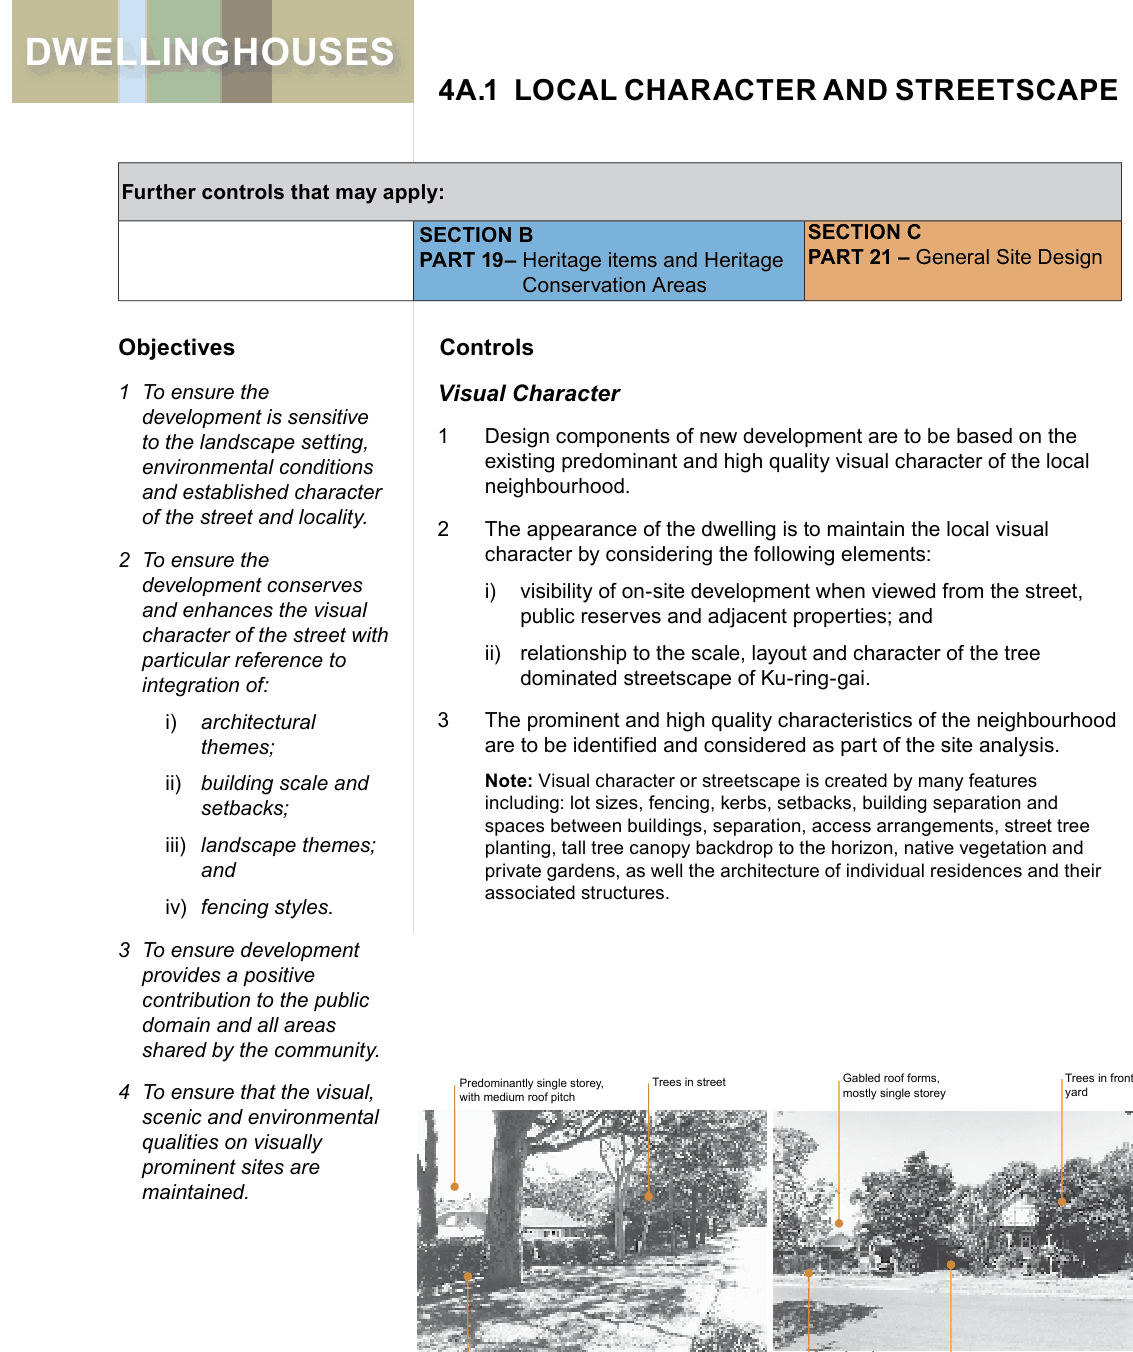 DWELLINGHOUSES
4A.1 LOCAL CHARACTER AND STREETSCAPE
Further controls that may apply:
SECTION B
PART 19– Heritage items and Heritage
Conservation Areas
SECTION C
PART 21 – General Site Design
Objectives
1 To ensure the
development is sensitive
to the landscape setting,
environmental conditions
and established character
of the street and locality.
2 To ensure the
development conserves
and enhances the visual
character of the street with
particular reference to
integration of:
i) architectural
themes;
ii) building scale and
setbacks;
iii) landscape themes;
and
iv) fencing styles.
3 To ensure development
provides a positive
contribution to the public
domain and all areas
shared by the community.
4 To ensure that the visual,
scenic and environmental
qualities on visually
prominent sites are
maintained.
Controls
Visual Character
1 Design components of new development are to be based on the
existing predominant and high quality visual character of the local
neighbourhood.
2 The appearance of the dwelling is to maintain the local visual
character by considering the following elements:
i) visibility of on-site development when viewed from the street,
public reserves and adjacent properties; and
ii) relationship to the scale, layout and character of the tree
dominated streetscape of Ku-ring-gai.
3 The prominent and high quality characteristics of the neighbourhood
are to be identified and considered as part of the site analysis.
Note: Visual character or streetscape is created by many features
including: lot sizes, fencing, kerbs, setbacks, building separation and
spaces between buildings, separation, access arrangements, street tree
planting, tall tree canopy backdrop to the horizon, native vegetation and
private gardens, as well the architecture of individual residences and their
associated structures.
Predominantly single storey,
with medium roof pitch
Trees in street
Gabled roof forms,
mostly single storey
Trees in front
yard